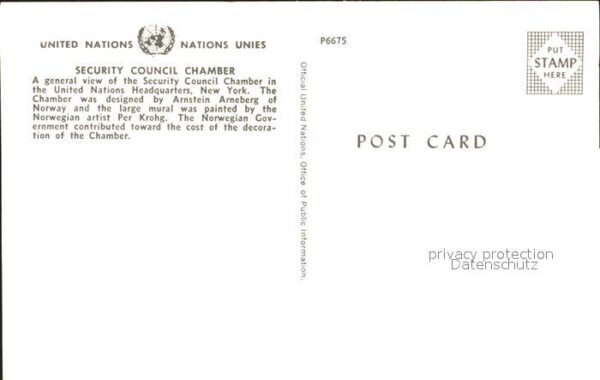 UNITED NATIONS NATIONS UNIES
SECURITY COUNCIL CHAMBER
A general view of the Security Council Chamber in
the United Nations Headquarters, New York. The
Chamber was designed by Arnstein Arneberg of
Norway and the large mural was painted by the
Norwegian artist Per Krohg. The Norwegian Gov-
ernment contributed toward the cost of the decora-
tion of the Chamber.
Official United Nations, Office of Public Information.
P6675
PUT
STAMP
HERE
POST CARD
privacy protection
Datenschutz